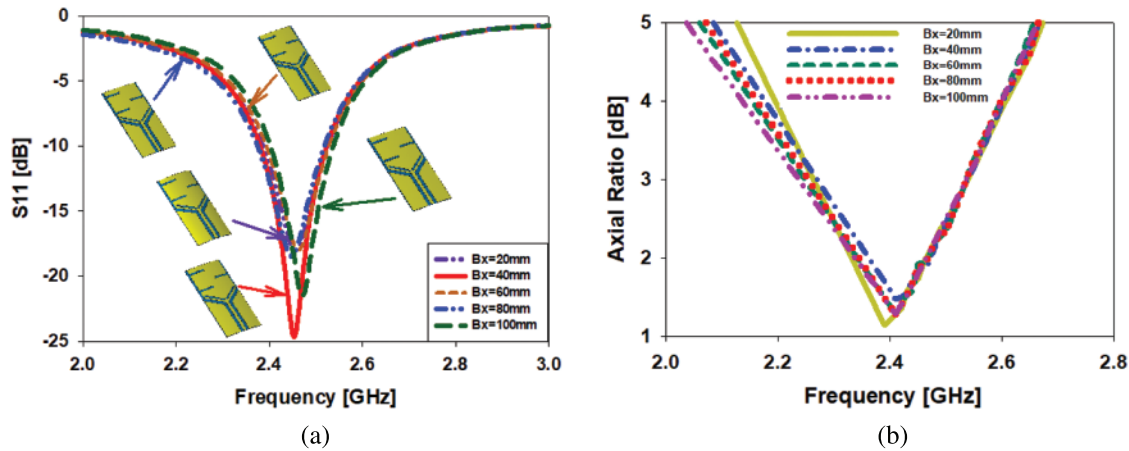 0
-5
-10
-15
-20
-25
S11 [dB]
2.0 2.2 2.4 2.6 2.8 3.0
Frequency [GHz]
Bx=20mm
Bx=40mm
Bx=60mm
Bx=80mm
Bx=100mm
(a)
5
4
3
2
1
Axial Ratio [dB]
2.0 2.2 2.4 2.6 2.8
Frequency [GHz]
Bx=20mm
Bx=40mm
Bx=60mm
Bx=80mm
Bx=100mm
(b)